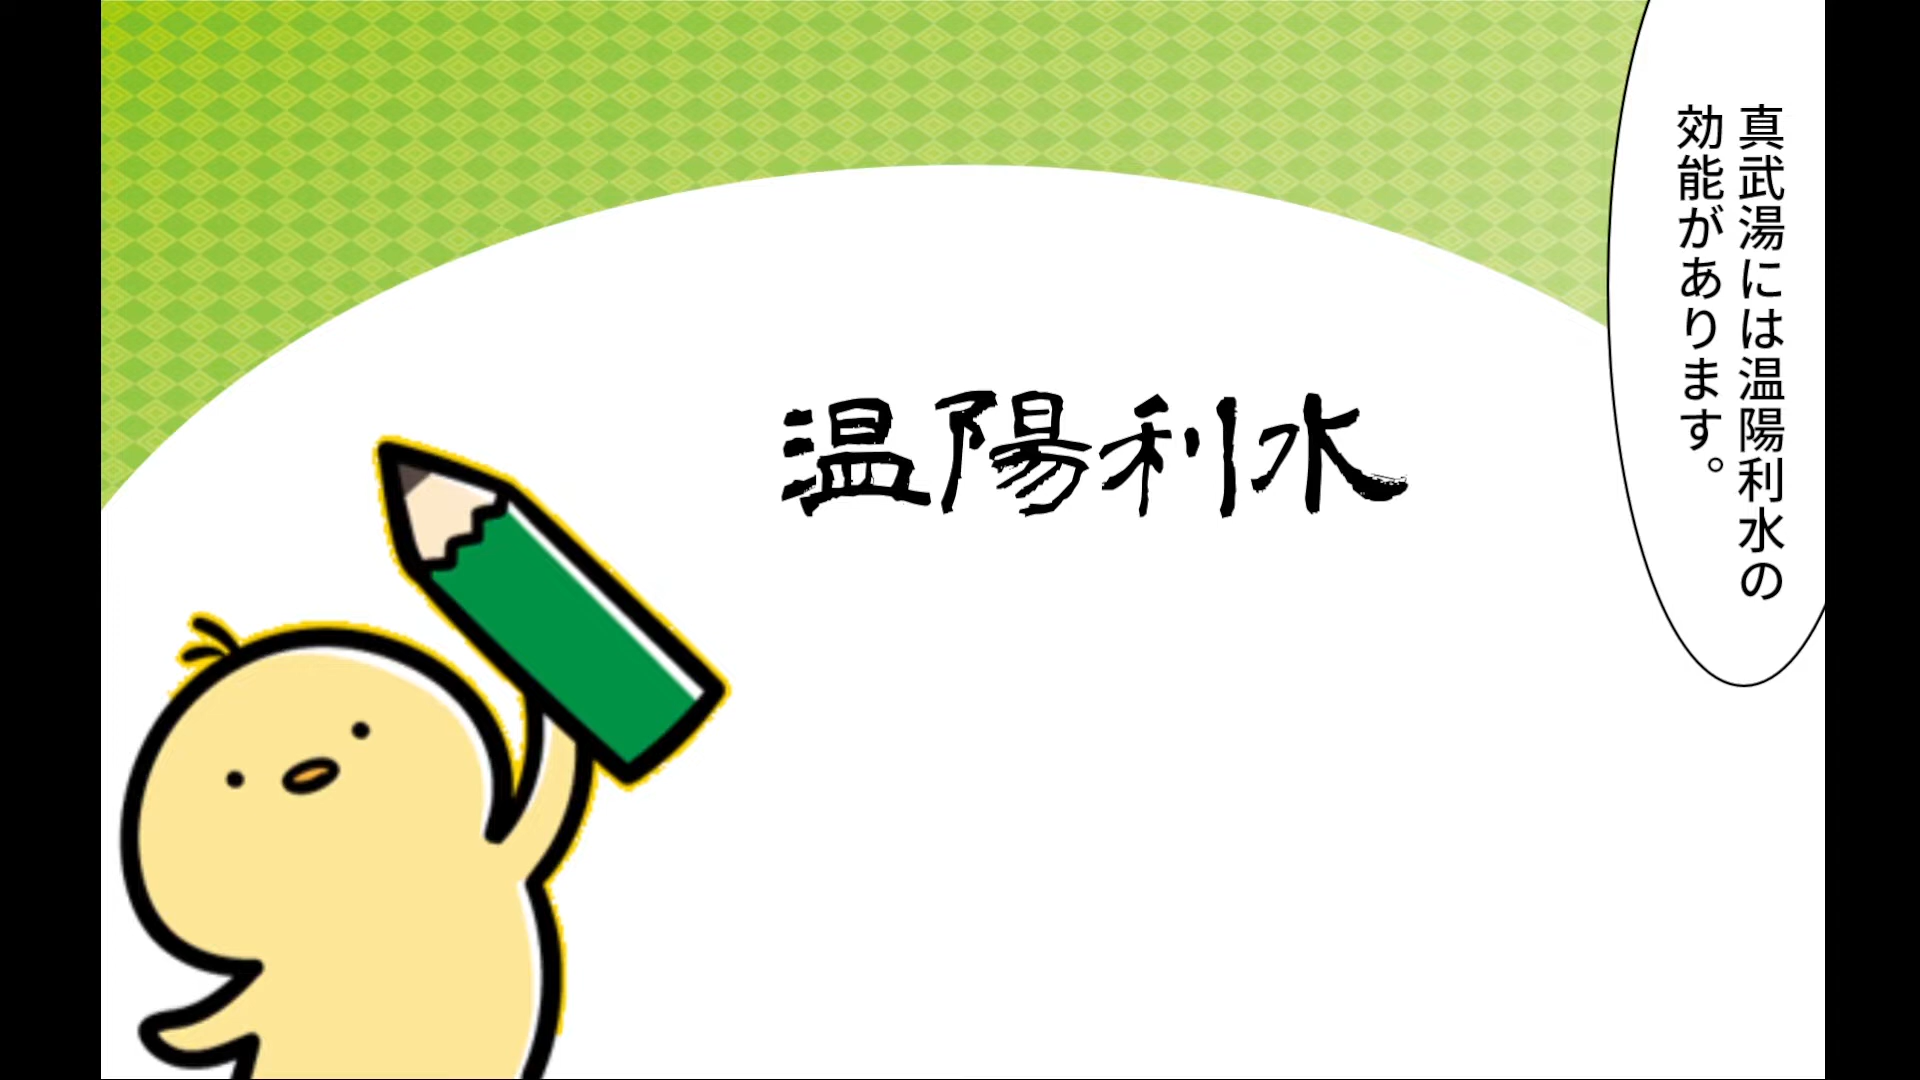 真武湯には温陽利水の
効能があります。
温陽利水